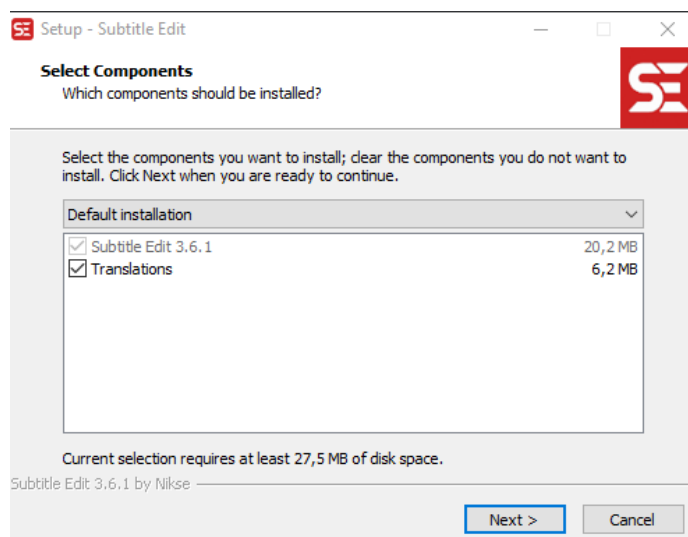 SE Setup - Subtitle Edit
Select Components
Which components should be installed?
SE
Select the components you want to install; clear the components you do not want to
install. Click Next when you are ready to continue.
Default installation
Subtitle Edit 3.6.1 20,2 MB
Translations 6,2 MB
Current selection requires at least 27,5 MB of disk space.
Subtitle Edit 3.6.1 by Nikse
Next > Cancel